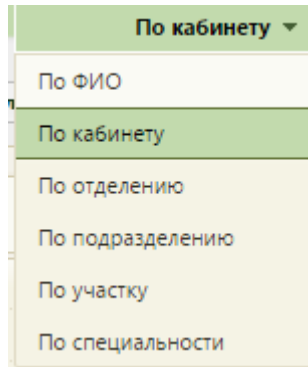 По кабинету
По ФИО
По кабинету
По отделению
По подразделению
По участку
По специальности